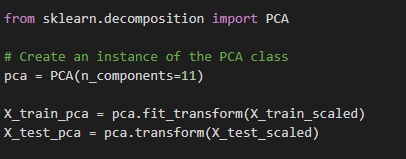 from sklearn.decomposition import PCA
# Create an instance of the PCA class
pca = PCA(n_components=11)
X_train_pca = pca.fit_transform(X_train_scaled)
X_test_pca = pca.transform(X_test_scaled)